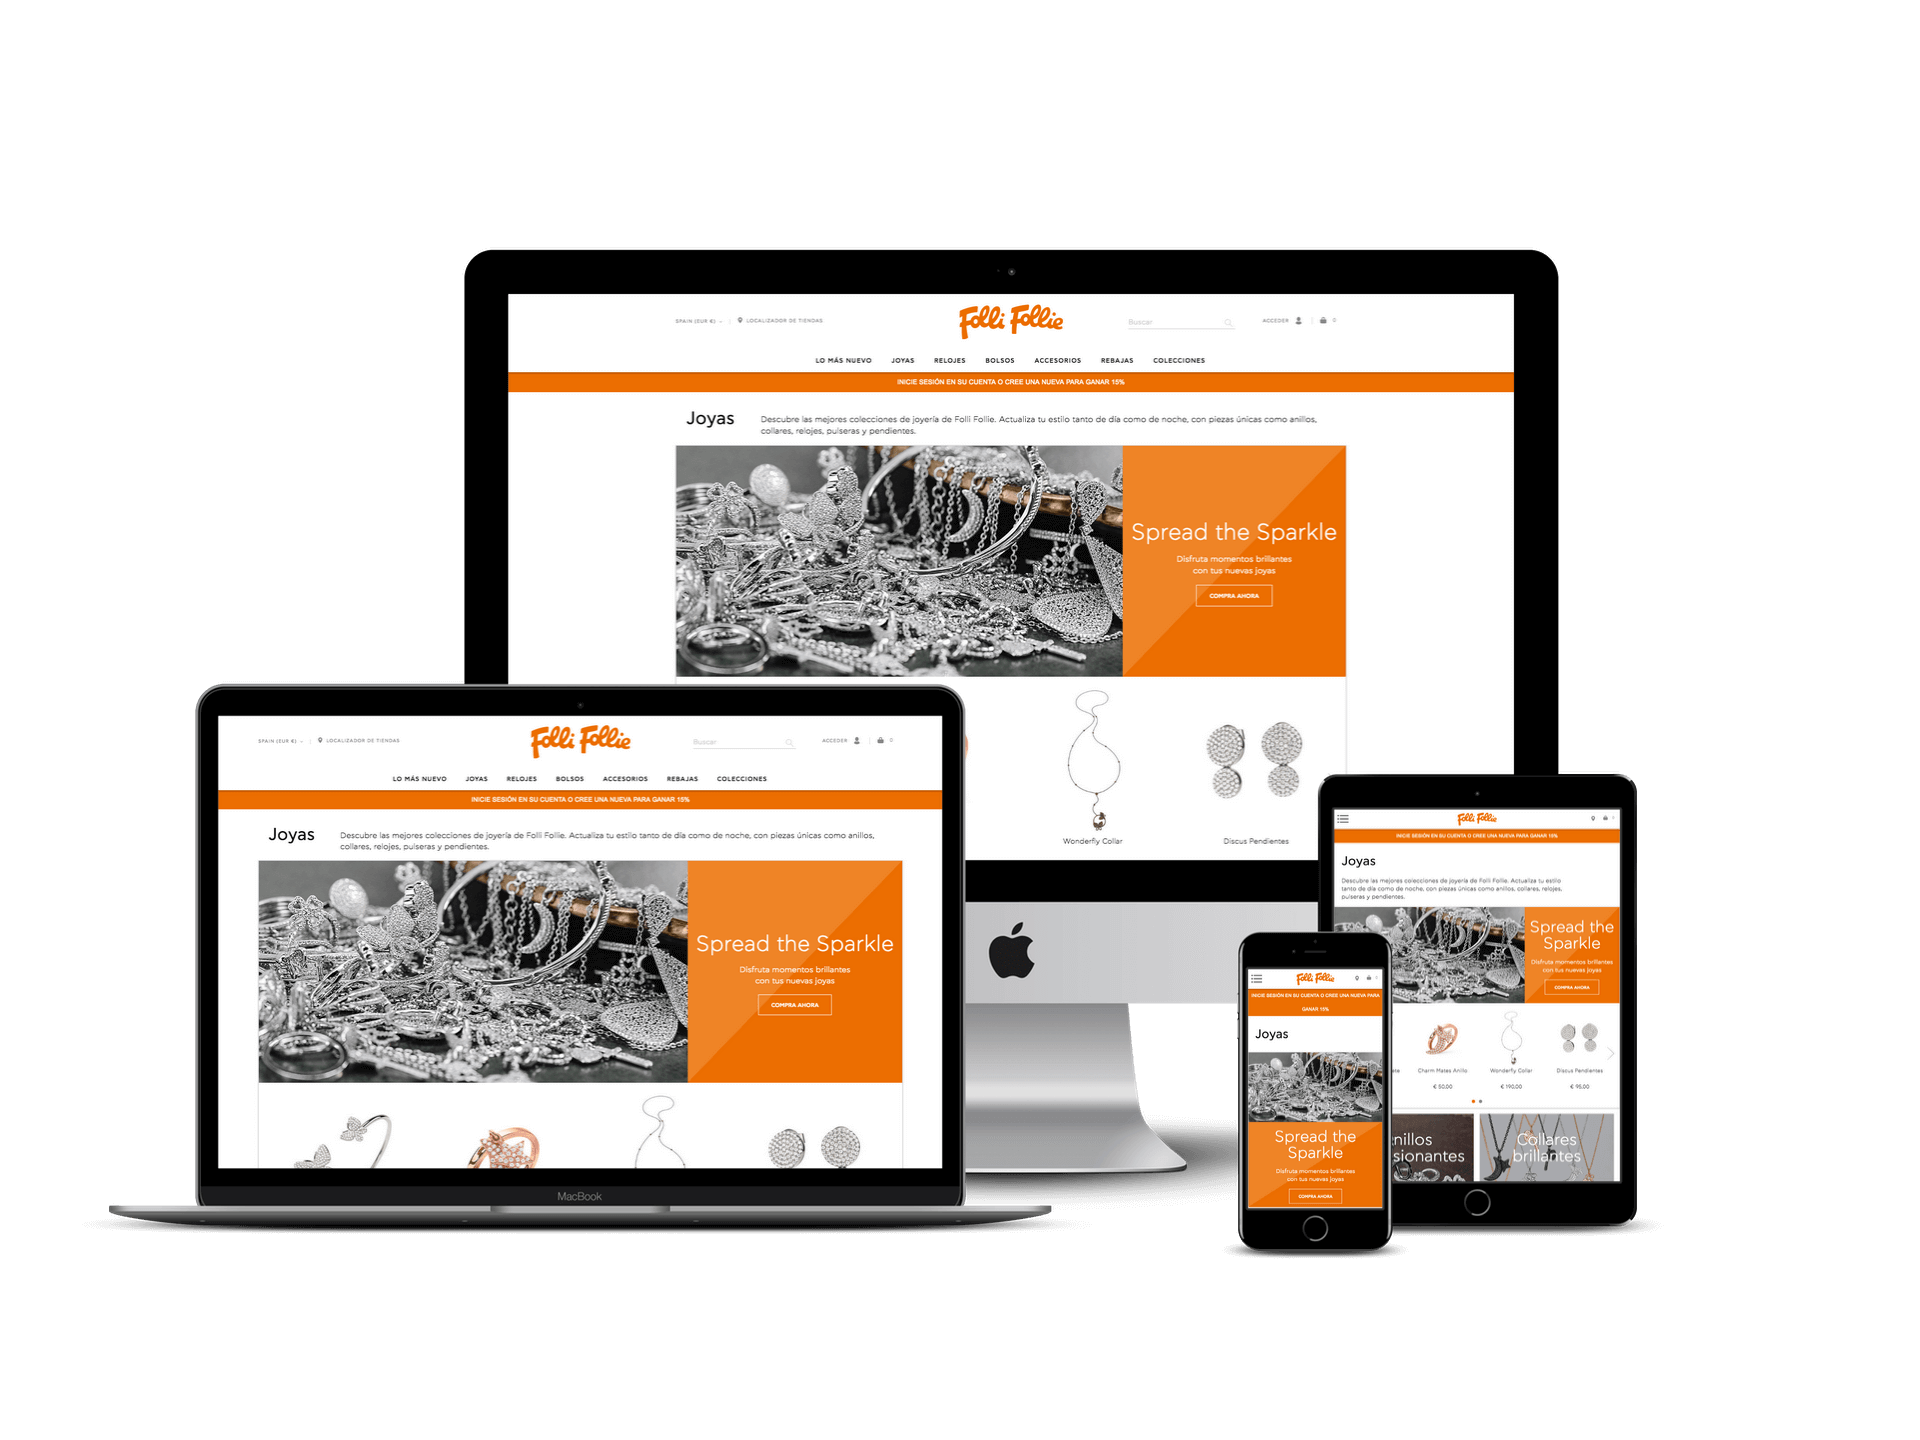 SPAIN (EUR €)
LOCALIZADOR DE TIENDAS
Folli Follie
Buscar
ACCEDER
0
LO MÁS NUEVO JOYAS RELOJES BOLSOS ACCESORIOS REBAJAS COLECCIONES
INICIE SESIÓN EN SU CUENTA O CREE UNA NUEVA PARA GANAR 15%
Joyas
Descubre las mejores colecciones de joyería de Folli Follie. Actualiza tu estilo tanto de día como de noche, con piezas únicas como anillos,
collares, relojes, pulseras y pendientes.
Spread the Sparkle
Disfruta momentos brillantes
con tus nuevas joyas
COMPRA AHORA
Wonderfly Collar
Discus Pendientes
SPAIN (EUR €)
LOCALIZADOR DE TIENDAS
Folli Follie
Buscar
ACCEDER
0
LO MÁS NUEVO JOYAS RELOJES BOLSOS ACCESORIOS REBAJAS COLECCIONES
INICIE SESIÓN EN SU CUENTA O CREE UNA NUEVA PARA GANAR 15%
Joyas
Descubre las mejores colecciones de joyería de Folli Follie. Actualiza tu estilo tanto de día como de noche, con piezas únicas como anillos,
collares, relojes, pulseras y pendientes.
Spread the Sparkle
Disfruta momentos brillantes
con tus nuevas joyas
COMPRA AHORA
MacBook
Folli Follie
INICIE SESIÓN EN SU CUENTA O CREE UNA NUEVA PARA
GANAR 15%
Joyas
Spread the
Sparkle
Disfruta momentos brillantes
con tus nuevas joyas
COMPRA AHORA
Folli Follie
INICIE SESIÓN EN SU CUENTA O CREE UNA NUEVA PARA GANAR 15%
Joyas
Descubre las mejores colecciones de joyería de Folli Follie. Actualiza tu estilo
tanto de día como de noche, con piezas únicas como anillos, collares, relojes,
pulseras y pendientes.
Spread the
Sparkle
Disfruta momentos brillantes
con tus nuevas joyas
COMPRA AHORA
Charm Mates Anillo
€ 50,00
Wonderfly Collar
€ 190,00
Discus Pendientes
€ 95,00
nillos
sionantes
Collares
brillantes